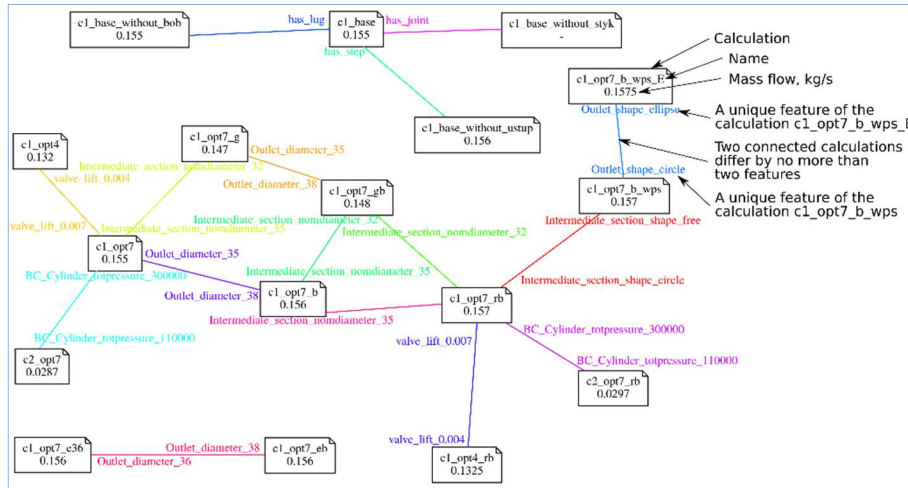 c1_base_without_bob
0.155
has_lug
c1_base
0.155
has_joint
c1_base_without_styk
-
has_step
c1_base_without_ustup
0.156
Calculation
Name
Mass flow, kg/s
c1_opt7_b_wps_E
0.1575
Outlet_shape_ellipse
A unique feature of the
calculation c1_opt7_b_wps_E
Two connected calculations
differ by no more than
two features
Outlet_shape_circle
A unique feature of the
calculation c1_opt7_b_wps
c1_opt7_b_wps
0.157
c1_opt4
0.132
c1_opt7_g
0.147
Outlet_diameter_35
Intermediate_section_nomdiameter_32
valve_lift_0.004
Outlet_diameter_38
c1_opt7_gb
0.148
Intermediate_section_nomdiameter_32
Intermediate_section_nomdiameter_32
Intermediate_section_shape_free
valve_lift_0.007
Intermediate_section_nomdiameter_35
c1_opt7
0.155
Outlet_diameter_35
BC_Cylinder_totpressure_300000
Intermediate_section_nomdiameter_35
Intermediate_section_shape_circle
Outlet_diameter_38
c1_opt7_b
0.156
c1_opt7_rb
0.157
Intermediate_section_nomdiameter_35
BC_Cylinder_totpressure_300000
BC_Cylinder_totpressure_110000
valve_lift_0.007
c2_opt7
0.0287
BC_Cylinder_totpressure_110000
c2_opt7_rb
0.0297
c1_opt7_e36
0.156
Outlet_diameter_38
Outlet_diameter_36
c1_opt7_eb
0.156
valve_lift_0.004
c1_opt4_rb
0.1325